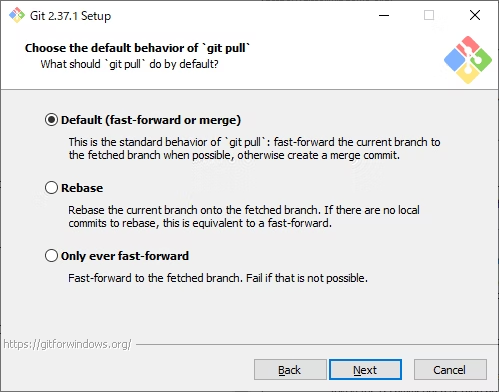 Git 2.37.1 Setup
Choose the default behavior of `git pull`
What should `git pull` do by default?
Default (fast-forward or merge)
This is the standard behavior of `git pull`: fast-forward the current branch to
the fetched branch when possible, otherwise create a merge commit.
Rebase
Rebase the current branch onto the fetched branch. If there are no local
commits to rebase, this is equivalent to a fast-forward.
Only ever fast-forward
Fast-forward to the fetched branch. Fail if that is not possible.
https://gitforwindows.org/
Back
Next
Cancel